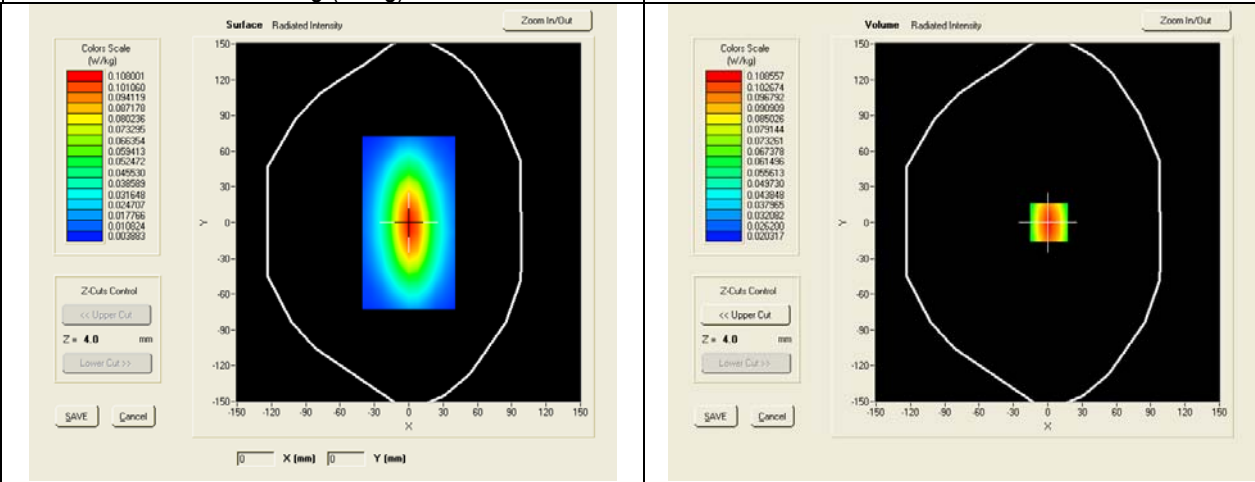 Surface Radiated Intensity
Zoom In/Out
Colors Scale
(W/kg)
0.108001
0.101060
0.094119
0.087178
0.080236
0.073295
0.066354
0.059413
0.052472
0.045530
0.038589
0.031648
0.024707
0.017766
0.010824
0.003883
Z-Cuts Control
<< Upper Cut
Z = 4.0 mm
Lower Cut >>
SAVE Cancel
150
120
90
60
30
0
-30
-60
-90
-120
-150
Y
-150 -120 -90 -60 -30 0 30 60 90 120 150
X
0 X (mm) 0 Y (mm)
Volume Radiated Intensity
Zoom In/Out
Colors Scale
(W/kg)
0.108557
0.102674
0.096792
0.090909
0.085026
0.079144
0.073261
0.067378
0.061496
0.055613
0.049730
0.043848
0.037965
0.032082
0.026200
0.020317
Z-Cuts Control
<< Upper Cut
Z = 4.0 mm
Lower Cut >>
SAVE Cancel
150
120
90
60
30
0
-30
-60
-90
-120
-150
Y
-150 -120 -90 -60 -30 0 30 60 90 120 150
X